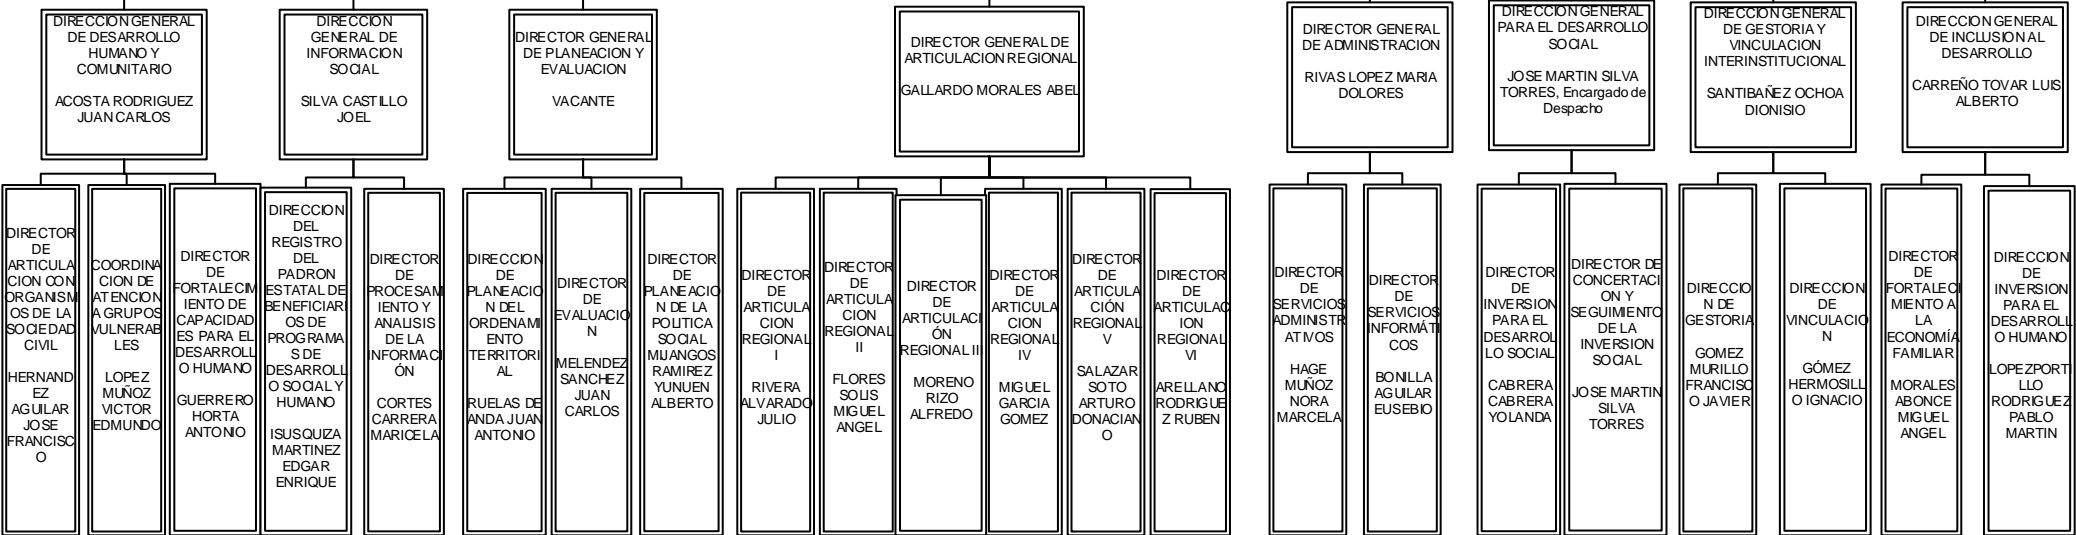 DIRECCION GENERAL
DE DESARROLLO
HUMANO Y
COMUNITARIO
ACOSTA RODRIGUEZ
JUAN CARLOS
DIRECCION
GENERAL DE
INFORMACION
SOCIAL
SILVA CASTILLO
JOEL
DIRECTOR GENERAL
DE PLANEACION Y
EVALUACION
VACANTE
DIRECTOR GENERAL DE
ARTICULACION REGIONAL
GALLARDO MORALES ABEL
DIRECTOR GENERAL
DE ADMINISTRACION
RIVAS LOPEZ MARIA
DOLORES
DIRECCION GENERAL
PARA EL DESARROLLO
SOCIAL
JOSE MARTIN SILVA
TORRES, Encargado de
Despacho
DIRECCION GENERAL
DE GESTORIA Y
VINCULACION
INTERINSTITUCIONAL
SANTIBAÑEZ OCHOA
DIONISIO
DIRECCION GENERAL
DE INCLUSION AL
DESARROLLO
CARREÑO TOVAR LUIS
ALBERTO
DIRECTOR
DE
ARTICULA
CION CON
ORGANISM
OS DE LA
SOCIEDAD
CIVIL
HERNAND
EZ
AGUILAR
JOSE
FRANCISC
O
COORDINA
CION DE
ATENCION
A GRUPOS
VULNERAB
LES
LOPEZ
MUÑOZ
VICTOR
EDMUNDO
DIRECTOR
DE
FORTALECIM
IENTO DE
CAPACIDAD
ES PARA EL
DESARROLL
O HUMANO
GUERRERO
HORTA
ANTONIO
DIRECCION
DEL
REGISTRO
DEL
PADRON
ESTATAL DE
BENEFICIARI
OS DE
PROGRAMA
S DE
DESARROLL
O SOCIAL Y
HUMANO
ISUSQUIZA
MARTINEZ
EDGAR
ENRIQUE
DIRECTOR
DE
PROCESAM
IENTO Y
ANALISIS
DE LA
INFORMACI
ÓN
CORTES
CARRERA
MARICELA
DIRECCION
DE
PLANEACIO
N DEL
ORDENAMI
ENTO
TERRITORI
AL
RUELAS DE
ANDA JUAN
ANTONIO
DIRECTOR
DE
EVALUACIO
N
MELENDEZ
SANCHEZ
JUAN
CARLOS
DIRECTOR
DE
PLANEACIO
N DE LA
POLITICA
SOCIAL
MIJANGOS
RAMIREZ
YUNUEN
ALBERTO
DIRECTOR
DE
ARTICULA
CION
REGIONAL
I
RIVERA
ALVARADO
JULIO
DIRECTOR
DE
ARTICULA
CION
REGIONAL
II
FLORES
SOLIS
MIGUEL
ANGEL
DIRECTOR
DE
ARTICULACI
ÓN
REGIONAL III
MORENO
RIZO
ALFREDO
DIRECTOR
DE
ARTICULA
CION
REGIONAL
IV
MIGUEL
GARCIA
GOMEZ
DIRECTOR
DE
ARTICULA
CIÓN
REGIONAL
V
SALAZAR
SOTO
ARTURO
DONACIAN
O
DIRECTOR
DE
ARTICULAC
ION
REGIONAL
VI
ARELLANO
RODRIGUE
Z RUBEN
DIRECTOR
DE
SERVICIOS
ADMINISTR
ATIVOS
HAGE
MUÑOZ
NORA
MARCELA
DIRECTOR
DE
SERVICIOS
INFORMÁTI
COS
BONILLA
AGUILAR
EUSEBIO
DIRECTOR
DE
INVERSION
PARA EL
DESARROL
LO SOCIAL
CABRERA
CABRERA
YOLANDA
DIRECTOR DE
CONCERTACI
ON Y
SEGUIMIENTO
DE LA
INVERSION
SOCIAL
JOSE MARTIN
SILVA
TORRES
DIRECCIO
N DE
GESTORIA
GOMEZ
MURILLO
FRANCISC
O JAVIER
DIRECCION
DE
VINCULACIO
N
GÓMEZ
HERMOSILL
O IGNACIO
DIRECTOR
DE
FORTALECI
MIENTO A
LA
ECONOMÍA
FAMILIAR
MORALES
ABONCE
MIGUEL
ANGEL
DIRECCION
DE
INVERSION
PARA EL
DESARROLL
O HUMANO
LOPEZPORTI
LLO
RODRIGUEZ
PABLO
MARTIN